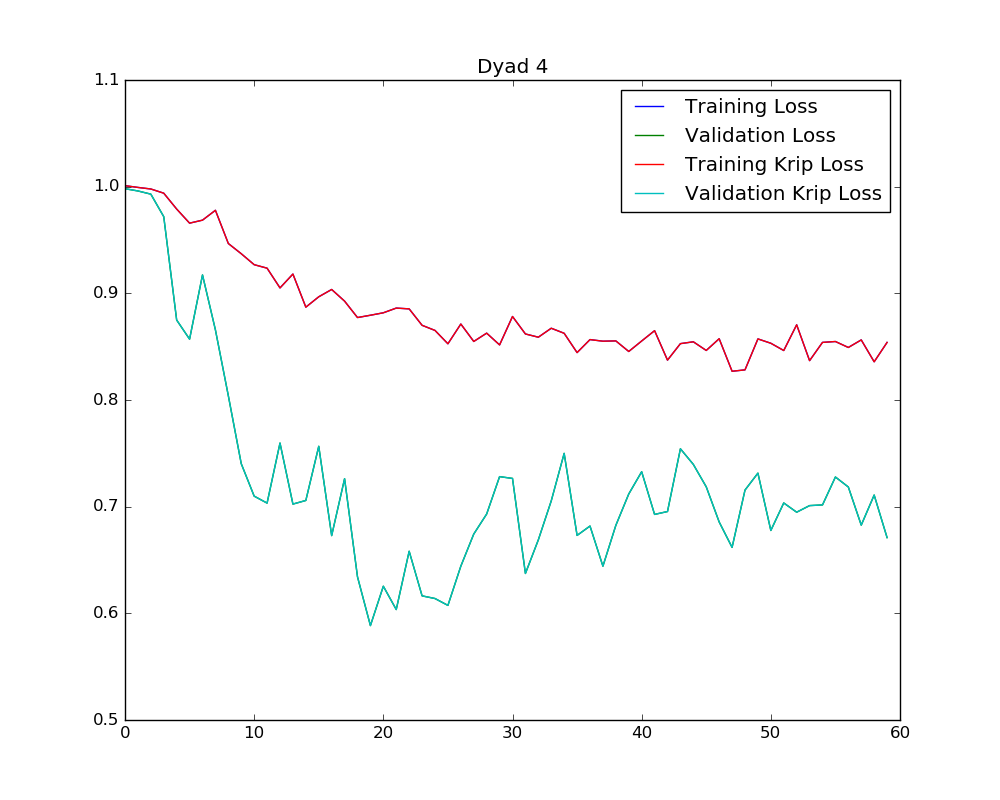 Dyad 4
1.1
1.0
0.9
0.8
0.7
0.6
0.5
Training Loss
Validation Loss
Training Krip Loss
Validation Krip Loss
0 10 20 30 40 50 60